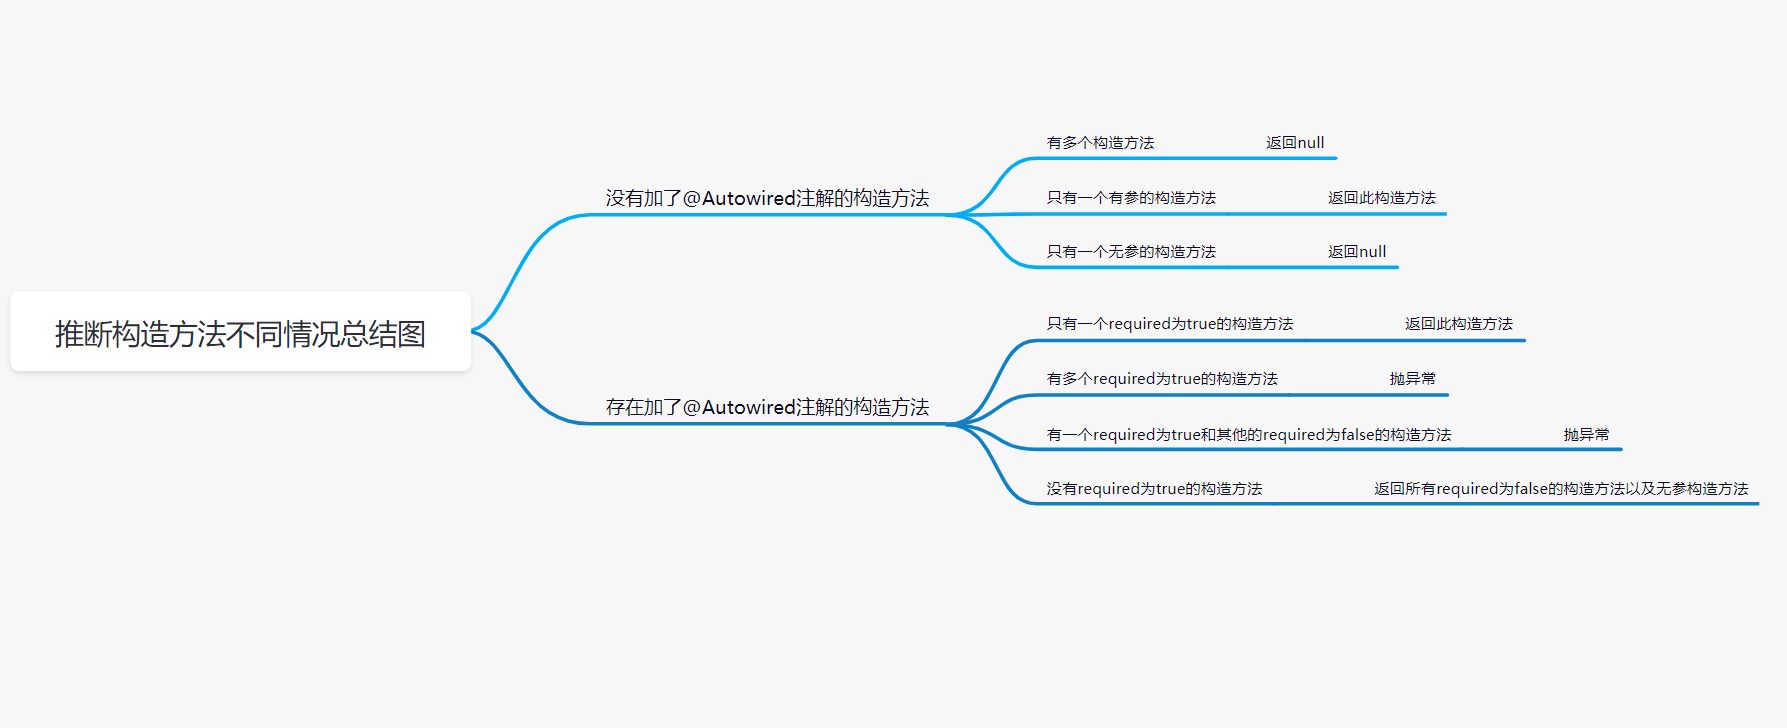 推断构造方法不同情况总结图
没有加了@Autowired注解的构造方法
有多个构造方法 返回null
只有一个有参的构造方法 返回此构造方法
只有一个无参的构造方法 返回null
存在加了@Autowired注解的构造方法
只有一个required为true的构造方法 返回此构造方法
有多个required为true的构造方法 抛异常
有一个required为true和其他的required为false的构造方法 抛异常
没有required为true的构造方法 返回所有required为false的构造方法以及无参构造方法